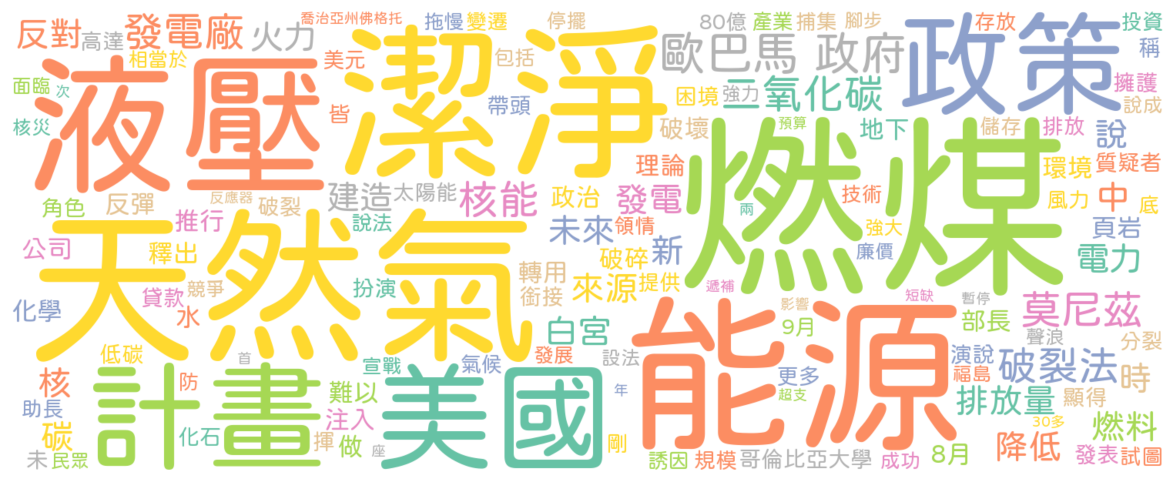 喬治亞州佛格托 拖慢 變遷 停擺 80億 產業 捕集 腳步 存放 投資
反對 高達 發電廠 火力 歐巴馬 政府 政策 稱
相當於 美元 包括 擁護
面臨 次 液壓 潔淨 帶頭 困境 強力 二氧化碳 說成
核災 皆 破壞 預算 地下 儲存 排放 說
理論 燃煤 環境 質疑者
反應器 建造 太陽能 核能 政治 發電 技術 風力 中 底
角色 反彈 破裂 兩
推行 說法 未來 領情 強大 頁岩
公司 釋出 天然氣 新 廉價 電力
破碎
轉用 來源 提供
貸款 競爭 扮演 銜接 遞補
化學 水 影響 短缺 暫停 莫尼茲
白宮 9月 部長 聲浪 分裂
低碳 首 宣戰 氣候 發展 設法 能源 演說 破裂法
核 防 計畫 難以 美國 年 更多 福島 時
助長 注入 超支 排放量 顯得
碳 化石 揮 做 剛 30多 燃料
未 民眾 座 誘因 規模 哥倫比亞大學 成功 8月 降低 發表 試圖